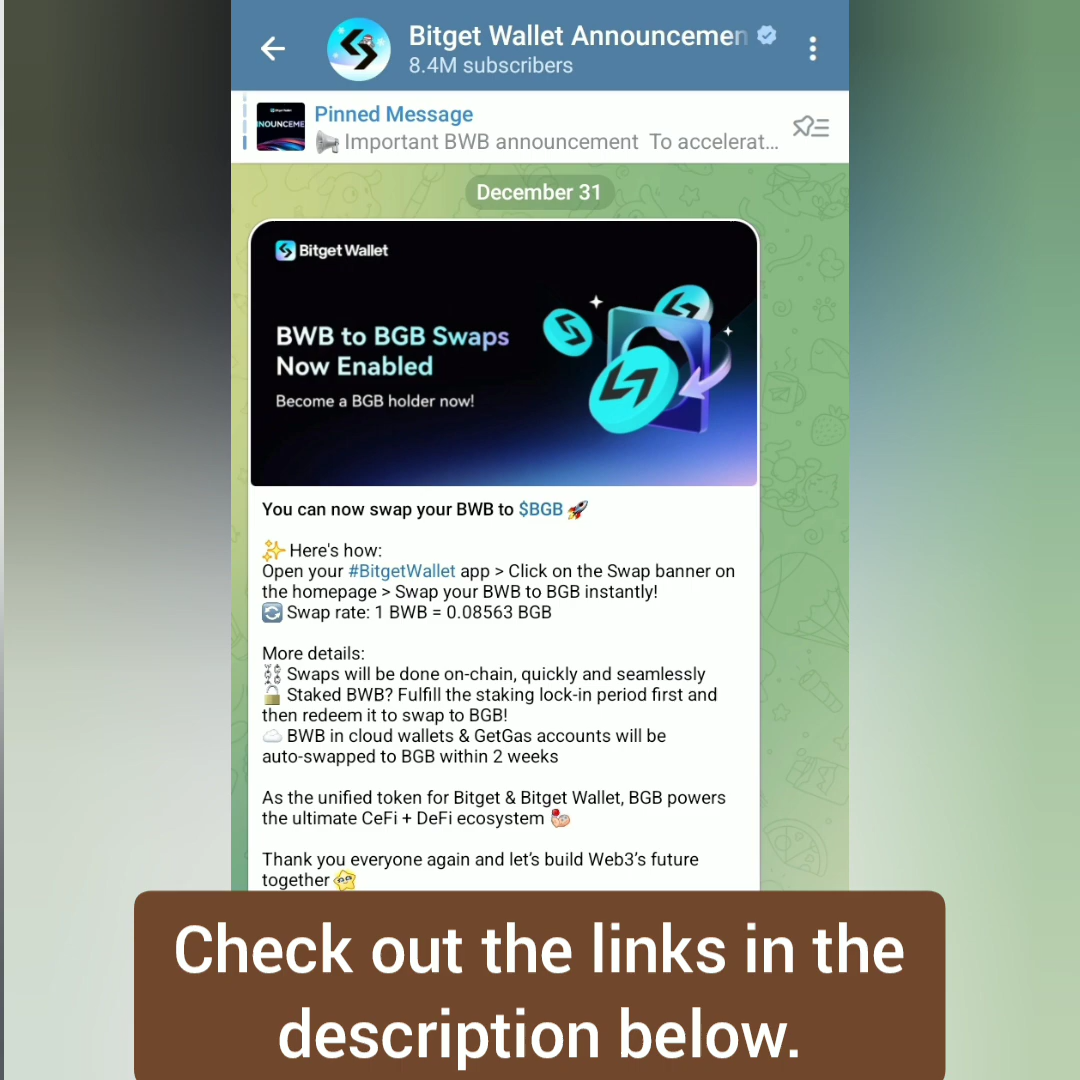 Bitget Wallet Announcemen
8.4M subscribers
Pinned Message
NOUNCEME
Important BWB announcement To accelerat...
December 31
Bitget Wallet
BWB to BGB Swaps
Now Enabled
Become a BGB holder now!
You can now swap your BWB to $BGB 🚀
✨ Here's how:
Open your #BitgetWallet app > Click on the Swap banner on
the homepage > Swap your BWB to BGB instantly!
🔄 Swap rate: 1 BWB = 0.08563 BGB
More details:
⛓ Swaps will be done on-chain, quickly and seamlessly
🔓 Staked BWB? Fulfill the staking lock-in period first and
then redeem it to swap to BGB!
☁️ BWB in cloud wallets & GetGas accounts will be
auto-swapped to BGB within 2 weeks
As the unified token for Bitget & Bitget Wallet, BGB powers
the ultimate CeFi + DeFi ecosystem
Thank you everyone again and let's build Web3's future
together
Check out the links in the
description below.